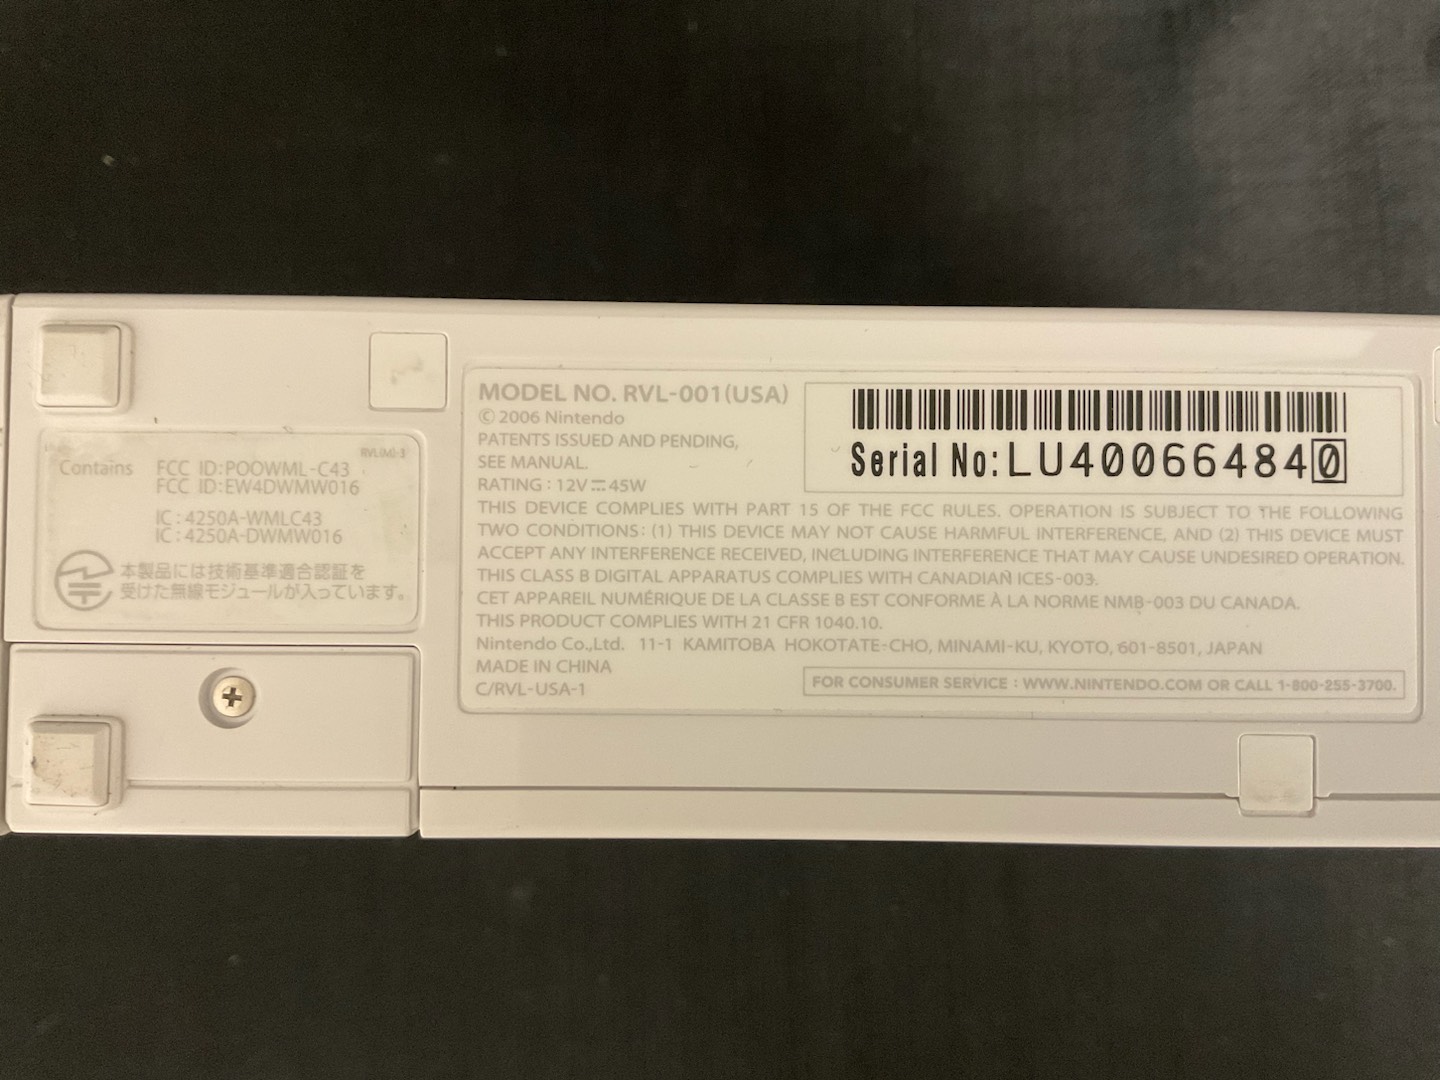 RVL(M)-3
Contains FCC ID:POOWML-C43
FCC ID:EW4DWMW016
IC : 4250A-WMLC43
IC : 4250A-DWMW016
本製品には技術基準適合認証を
受けた無線モジュールが入っています。
MODEL NO. RVL-001(USA)
© 2006 Nintendo
PATENTS ISSUED AND PENDING,
SEE MANUAL.
RATING : 12V⎓45W
Serial No:LU400664840
THIS DEVICE COMPLIES WITH PART 15 OF THE FCC RULES. OPERATION IS SUBJECT TO THE FOLLOWING
TWO CONDITIONS: (1) THIS DEVICE MAY NOT CAUSE HARMFUL INTERFERENCE, AND (2) THIS DEVICE MUST
ACCEPT ANY INTERFERENCE RECEIVED, INCLUDING INTERFERENCE THAT MAY CAUSE UNDESIRED OPERATION.
THIS CLASS B DIGITAL APPARATUS COMPLIES WITH CANADIAN ICES-003.
CET APPAREIL NUMÉRIQUE DE LA CLASSE B EST CONFORME À LA NORME NMB-003 DU CANADA.
THIS PRODUCT COMPLIES WITH 21 CFR 1040.10.
Nintendo Co.,Ltd. 11-1 KAMITOBA HOKOTATE-CHO, MINAMI-KU, KYOTO, 601-8501, JAPAN
MADE IN CHINA
C/RVL-USA-1
FOR CONSUMER SERVICE : WWW.NINTENDO.COM OR CALL 1-800-255-3700.